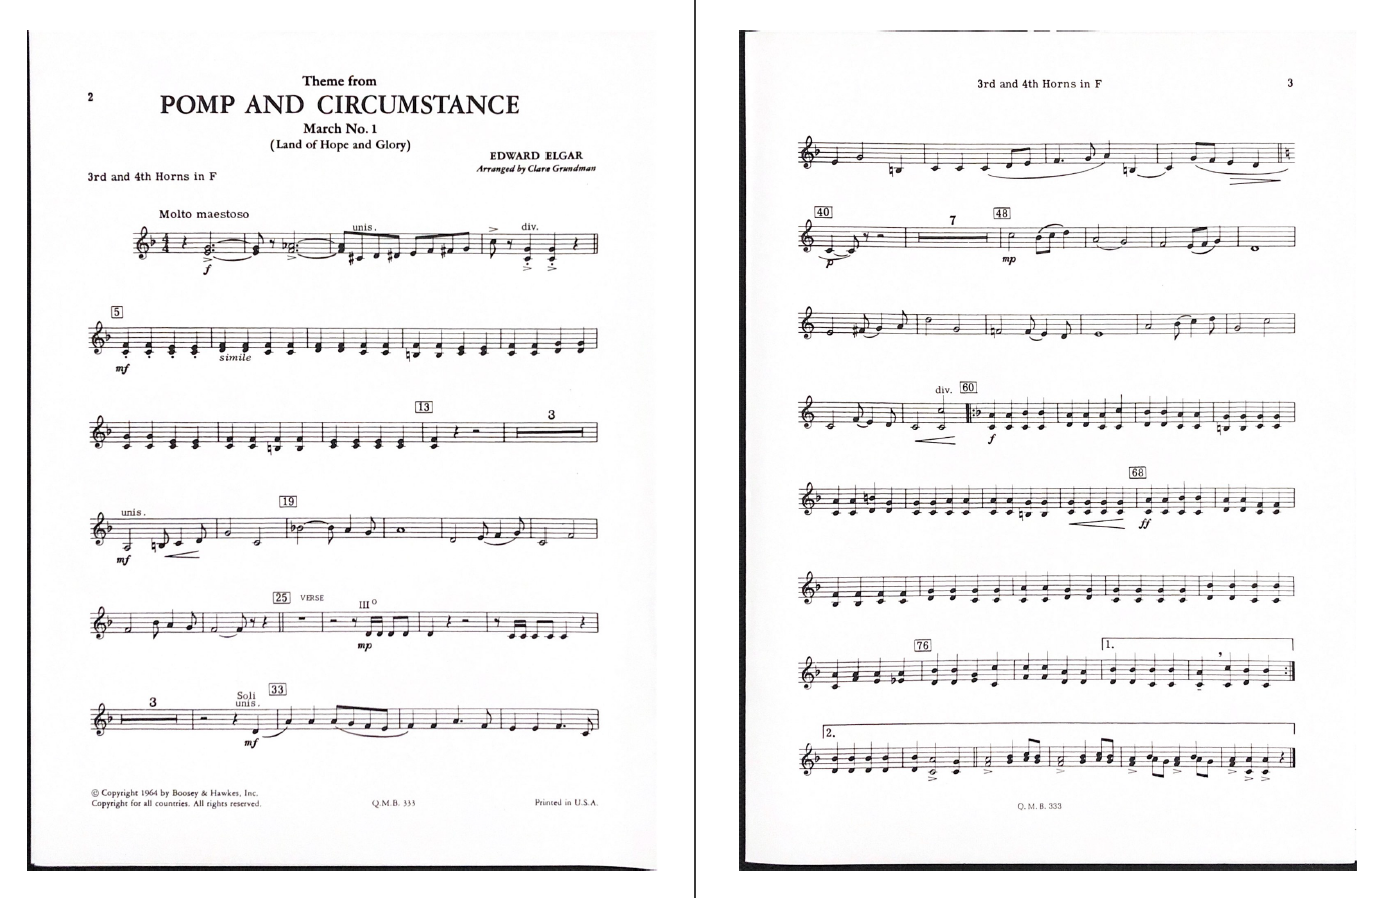 2
Theme from
POMP AND CIRCUMSTANCE
March No. 1
(Land of Hope and Glory)
EDWARD ELGAR
Arranged by Clare Grundman
3rd and 4th Horns in F
Molto maestoso
unis.
div.
f
5
mf
simile
13
3
unis.
19
mf
25 VERSE
III°
mp
3
Soli
unis.
33
mf
© Copyright 1964 by Boosey & Hawkes, Inc.
Copyright for all countries. All rights reserved.
Q.M.B. 333
Printed in U.S.A.
3rd and 4th Horns in F
3
40
7
48
p
mp
div. 60
f
68
ff
76
1.
2.
Q. M. B. 333